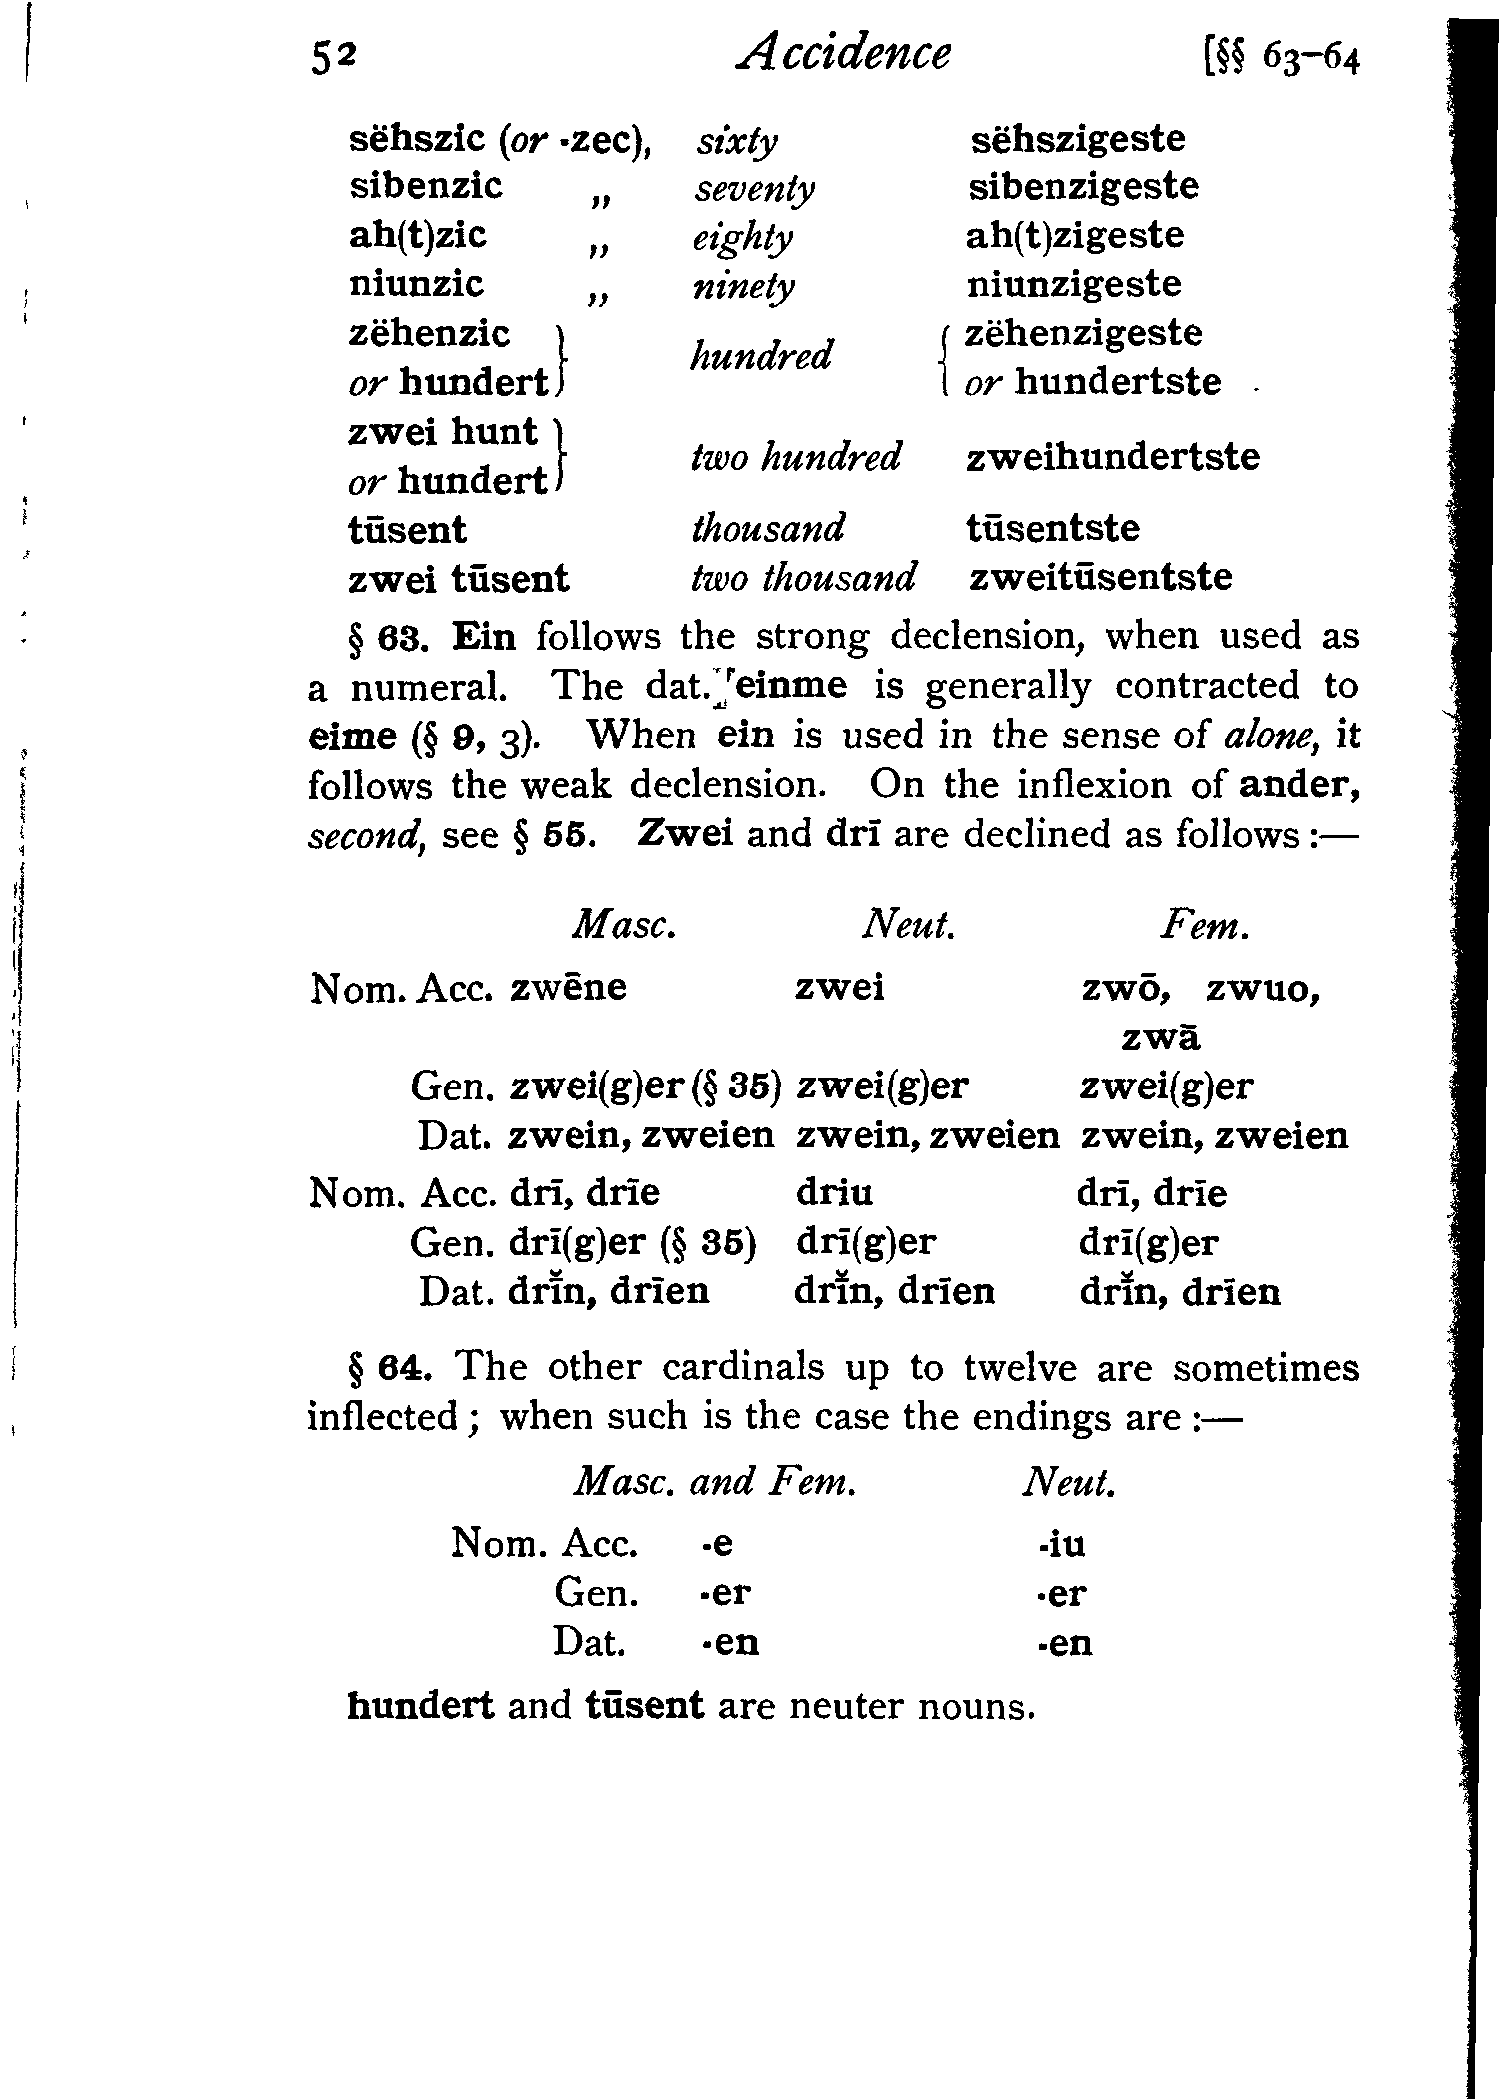 52 Accidence [§§ 63–64
sëhszic (or -zec), sixty sëhszigeste
sibenzic „ seventy sibenzigeste
ah(t)zic „ eighty ah(t)zigeste
niunzic „ ninety niunzigeste
zëhenzic } hundred { zëhenzigeste
or hundert } { or hundertste
zwei hunt } two hundred zweihundertste
or hundert }
tūsent thousand tūsentste
zwei tūsent two thousand zweitūsentste
§ 63. Ein follows the strong declension, when used as
a numeral. The dat. einme is generally contracted to
eime (§ 9, 3). When ein is used in the sense of alone, it
follows the weak declension. On the inflexion of ander,
second, see § 55. Zwei and drī are declined as follows :—
Masc. Neut. Fem.
Nom. Acc. zwēne zwei zwō, zwuo,
zwā
Gen. zwei(g)er (§ 35) zwei(g)er zwei(g)er
Dat. zwein, zweien zwein, zweien zwein, zweien
Nom. Acc. drī, drīe driu drī, drīe
Gen. drī(g)er (§ 35) drī(g)er drī(g)er
Dat. drī̆n, drīen drī̆n, drīen drī̆n, drīen
§ 64. The other cardinals up to twelve are sometimes
inflected ; when such is the case the endings are :—
Masc. and Fem. Neut.
Nom. Acc. -e -iu
Gen. -er -er
Dat. -en -en
hundert and tūsent are neuter nouns.